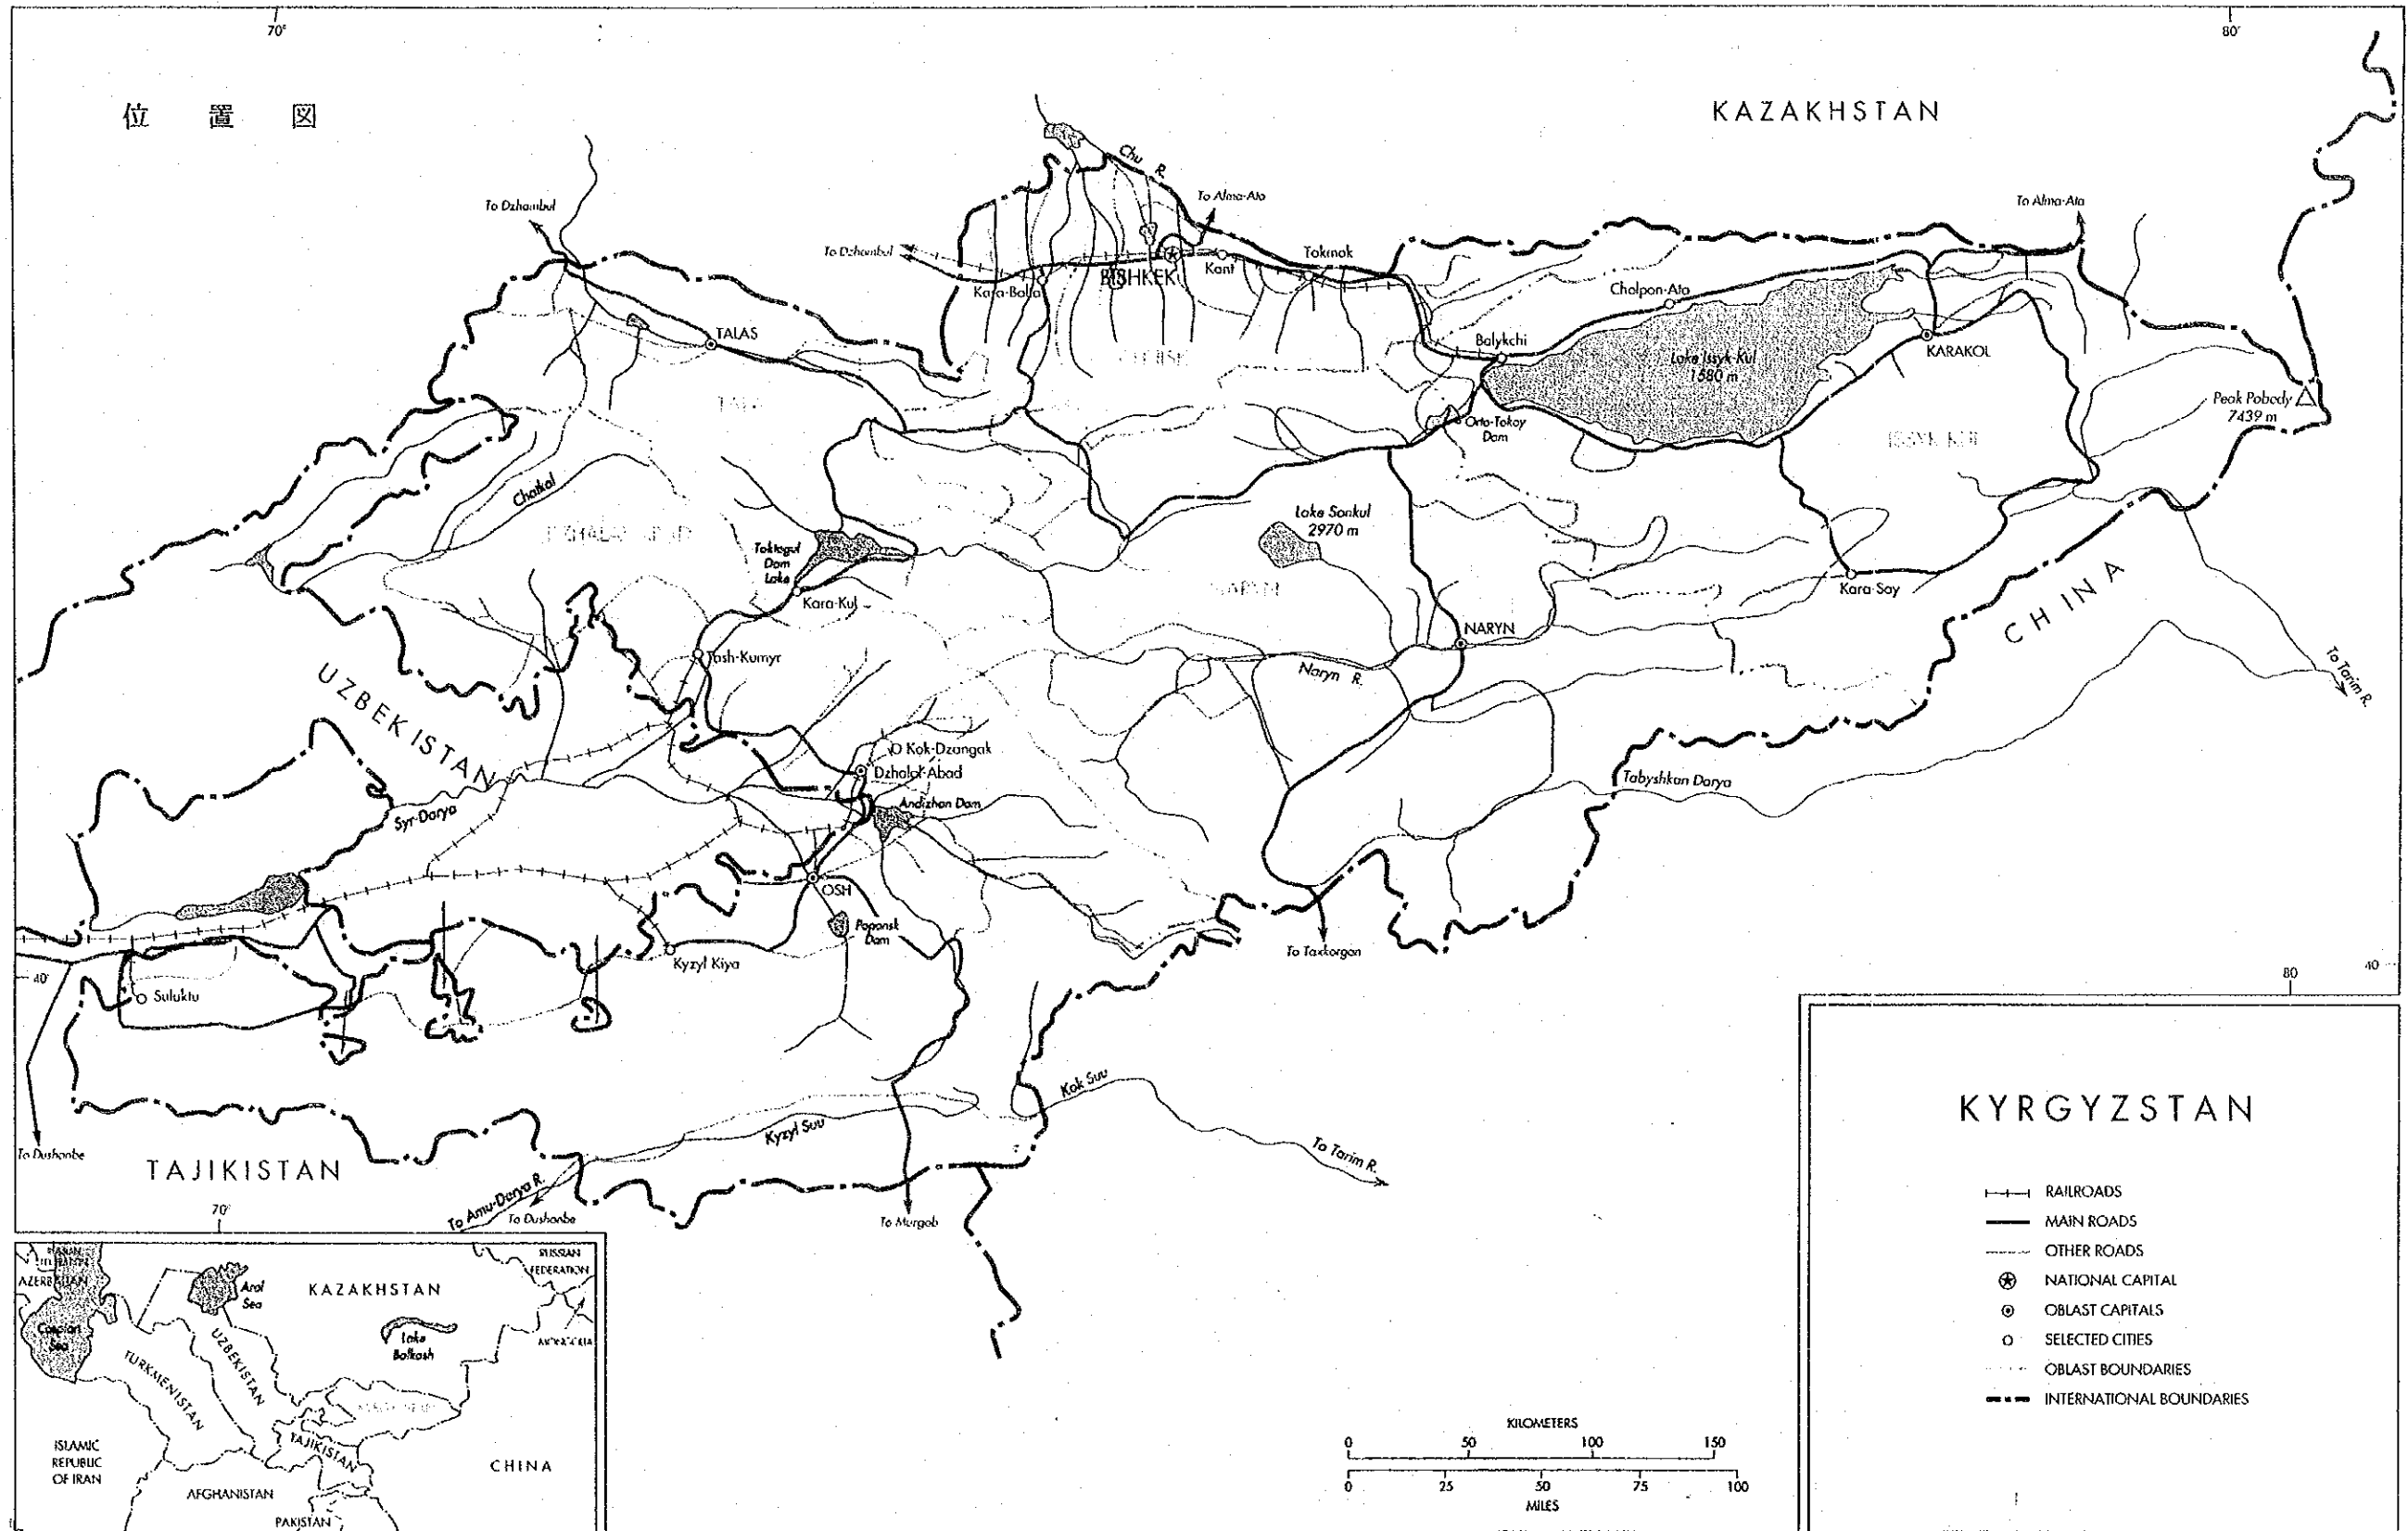 70°
80°
位 置 図
KAZAKHSTAN
Chu R.
To Dzhambul
To Alma-Ata
To Alma-Ata
To Dzhambul
Tokmok
Kant
BISHKEK
Kara-Balta
Cholpon-Ata
TALAS
Balykchi
KARAKOL
Lake Issyk Kul
1580 m
Peak Pobedy
7439 m
Orto-Tokoy
Dam
ISSYK KUL
Chatkal
Lake Sonkul
2970 m
Toktogul
Dam
Lake
Kara-Kul
NARYN
Kara-Say
CHINA
NARYN
Tash-Kumyr
Naryn R.
To Tarim R.
UZBEKISTAN
Kok-Dzangak
Dzhalal-Abad
Tabyshkan Darya
Andizhan Dam
Syr-Darya
OSH
Papansk
Dam
To Taxkorgan
Kyzyl Kiya
40°
80
40
Suluktu
Kok Suu
KYRGYZSTAN
Kyzyl Suu
To Dushanbe
To Tarim R.
TAJIKISTAN
To Amu-Darya R.
To Dushanbe
To Murgab
70°
RAILROADS
MAIN ROADS
OTHER ROADS
NATIONAL CAPITAL
OBLAST CAPITALS
SELECTED CITIES
OBLAST BOUNDARIES
INTERNATIONAL BOUNDARIES
RUSSIAN
FEDERATION
AZERBAIJAN
Aral
Sea
KAZAKHSTAN
Caspian
Sea
Lake
Balkash
UZBEKISTAN
TURKMENISTAN
TAJIKISTAN
ISLAMIC
REPUBLIC
OF IRAN
CHINA
AFGHANISTAN
PAKISTAN
KILOMETERS
0 50 100 150
0 25 50 75 100
MILES